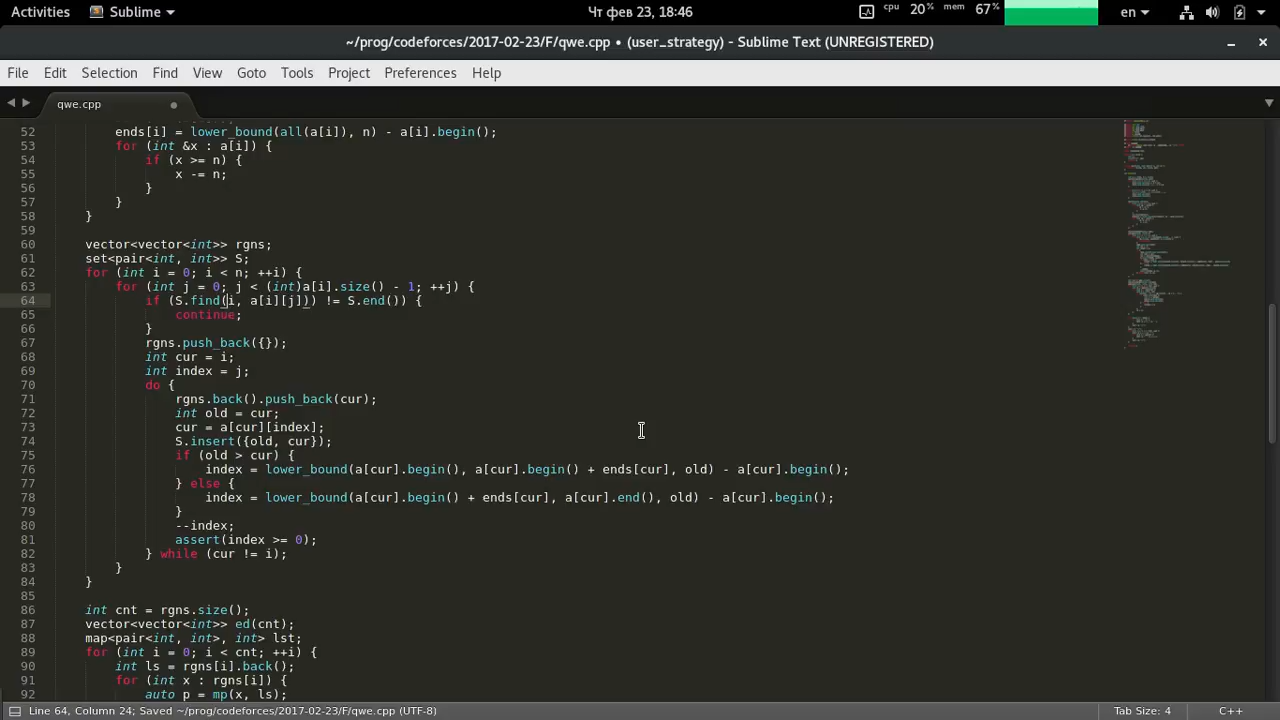 Activities Sublime Чт фев 23, 18:46 cpu 20% mem 67% en
~/prog/codeforces/2017-02-23/F/qwe.cpp • (user_strategy) - Sublime Text (UNREGISTERED)
File Edit Selection Find View Goto Tools Project Preferences Help
qwe.cpp
52 ends[i] = lower_bound(all(a[i]), n) - a[i].begin();
53 for (int &x : a[i]) {
54 if (x >= n) {
55 x -= n;
56 }
57 }
58 }
59
60 vector<vector<int>> rgns;
61 set<pair<int, int>> S;
62 for (int i = 0; i < n; ++i) {
63 for (int j = 0; j < (int)a[i].size() - 1; ++j) {
64 if (S.find(i, a[i][j]) != S.end()) {
65 continue;
66 }
67 rgns.push_back({});
68 int cur = i;
69 int index = j;
70 do {
71 rgns.back().push_back(cur);
72 int old = cur;
73 cur = a[cur][index];
74 S.insert({old, cur});
75 if (old > cur) {
76 index = lower_bound(a[cur].begin(), a[cur].begin() + ends[cur], old) - a[cur].begin();
77 } else {
78 index = lower_bound(a[cur].begin() + ends[cur], a[cur].end(), old) - a[cur].begin();
79 }
80 --index;
81 assert(index >= 0);
82 } while (cur != i);
83 }
84 }
85
86 int cnt = rgns.size();
87 vector<vector<int>> ed(cnt);
88 map<pair<int, int>, int> lst;
89 for (int i = 0; i < cnt; ++i) {
90 int ls = rgns[i].back();
91 for (int x : rgns[i]) {
92 auto p = mp(x, ls);
Line 64, Column 24; Saved ~/prog/codeforces/2017-02-23/F/qwe.cpp (UTF-8) Tab Size: 4 C++